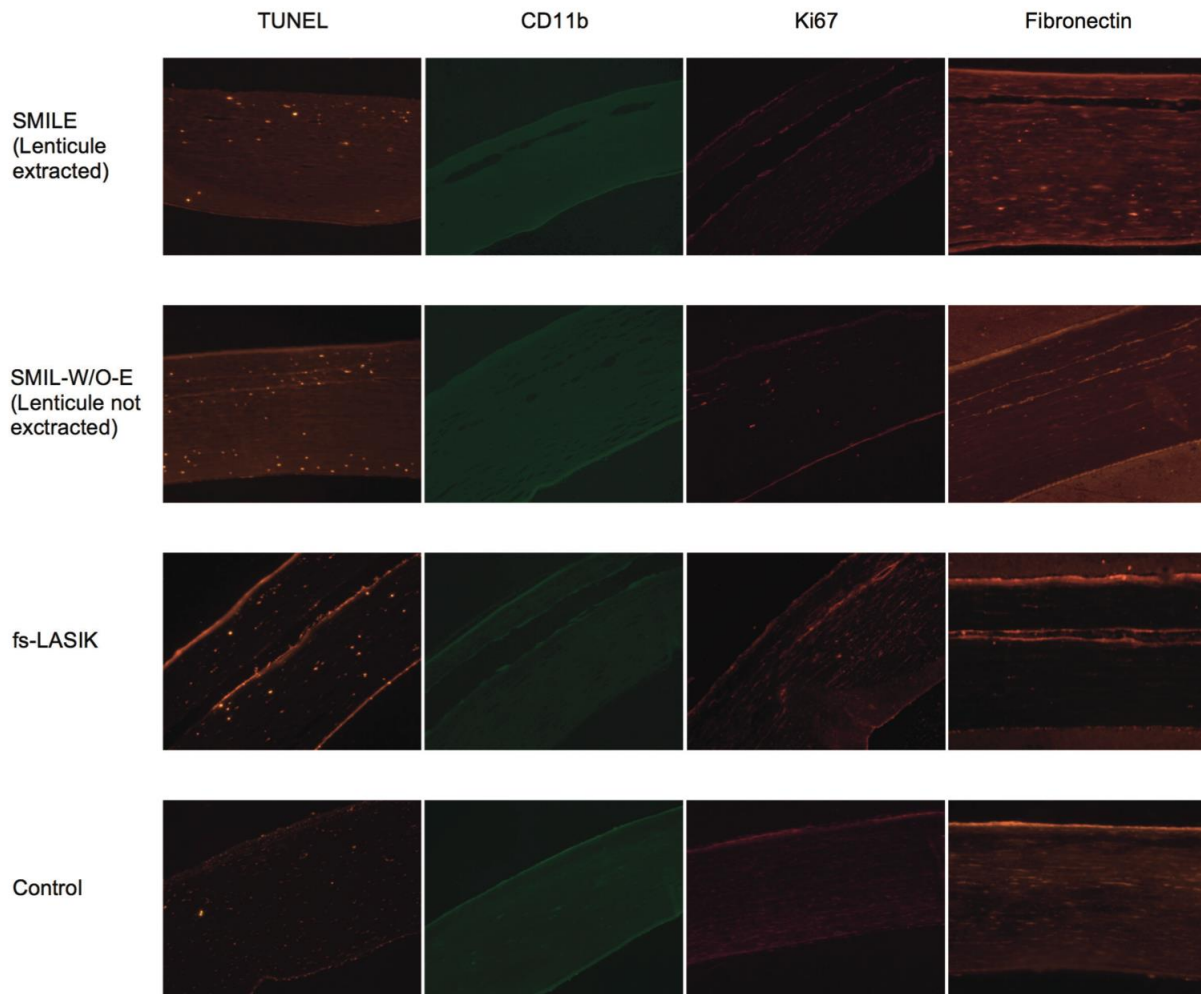 TUNEL CD11b Ki67 Fibronectin
SMILE
(Lenticule
extracted)
SMIL-W/O-E
(Lenticule not
exctracted)
fs-LASIK
Control